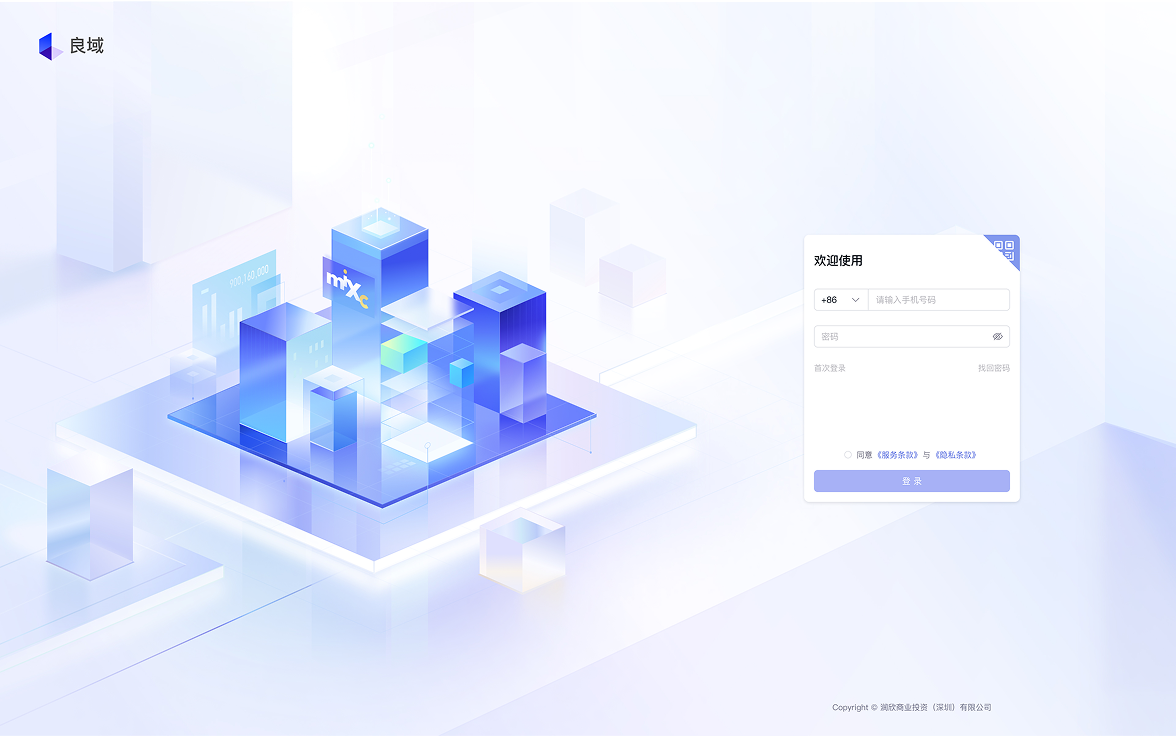 良域
900,160,000
mixc
欢迎使用
+86
请输入手机号码
密码
首次登录
找回密码
同意《服务条款》与《隐私条款》
登 录
Copyright © 润欣商业投资（深圳）有限公司